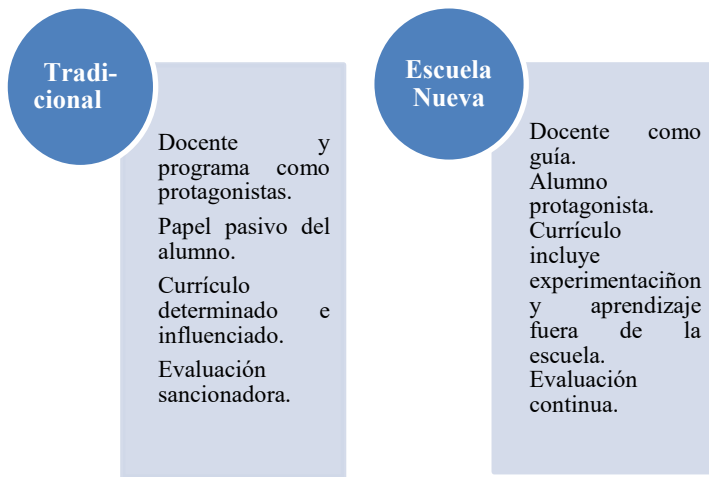 Tradi-
cional
Docente y
programa como
protagonistas.
Papel pasivo del
alumno.
Currículo
determinado e
influenciado.
Evaluación
sancionadora.
Escuela
Nueva
Docente como
guía.
Alumno
protagonista.
Currículo
incluye
experimentaciñon
y aprendizaje
fuera de la
escuela.
Evaluación
continua.